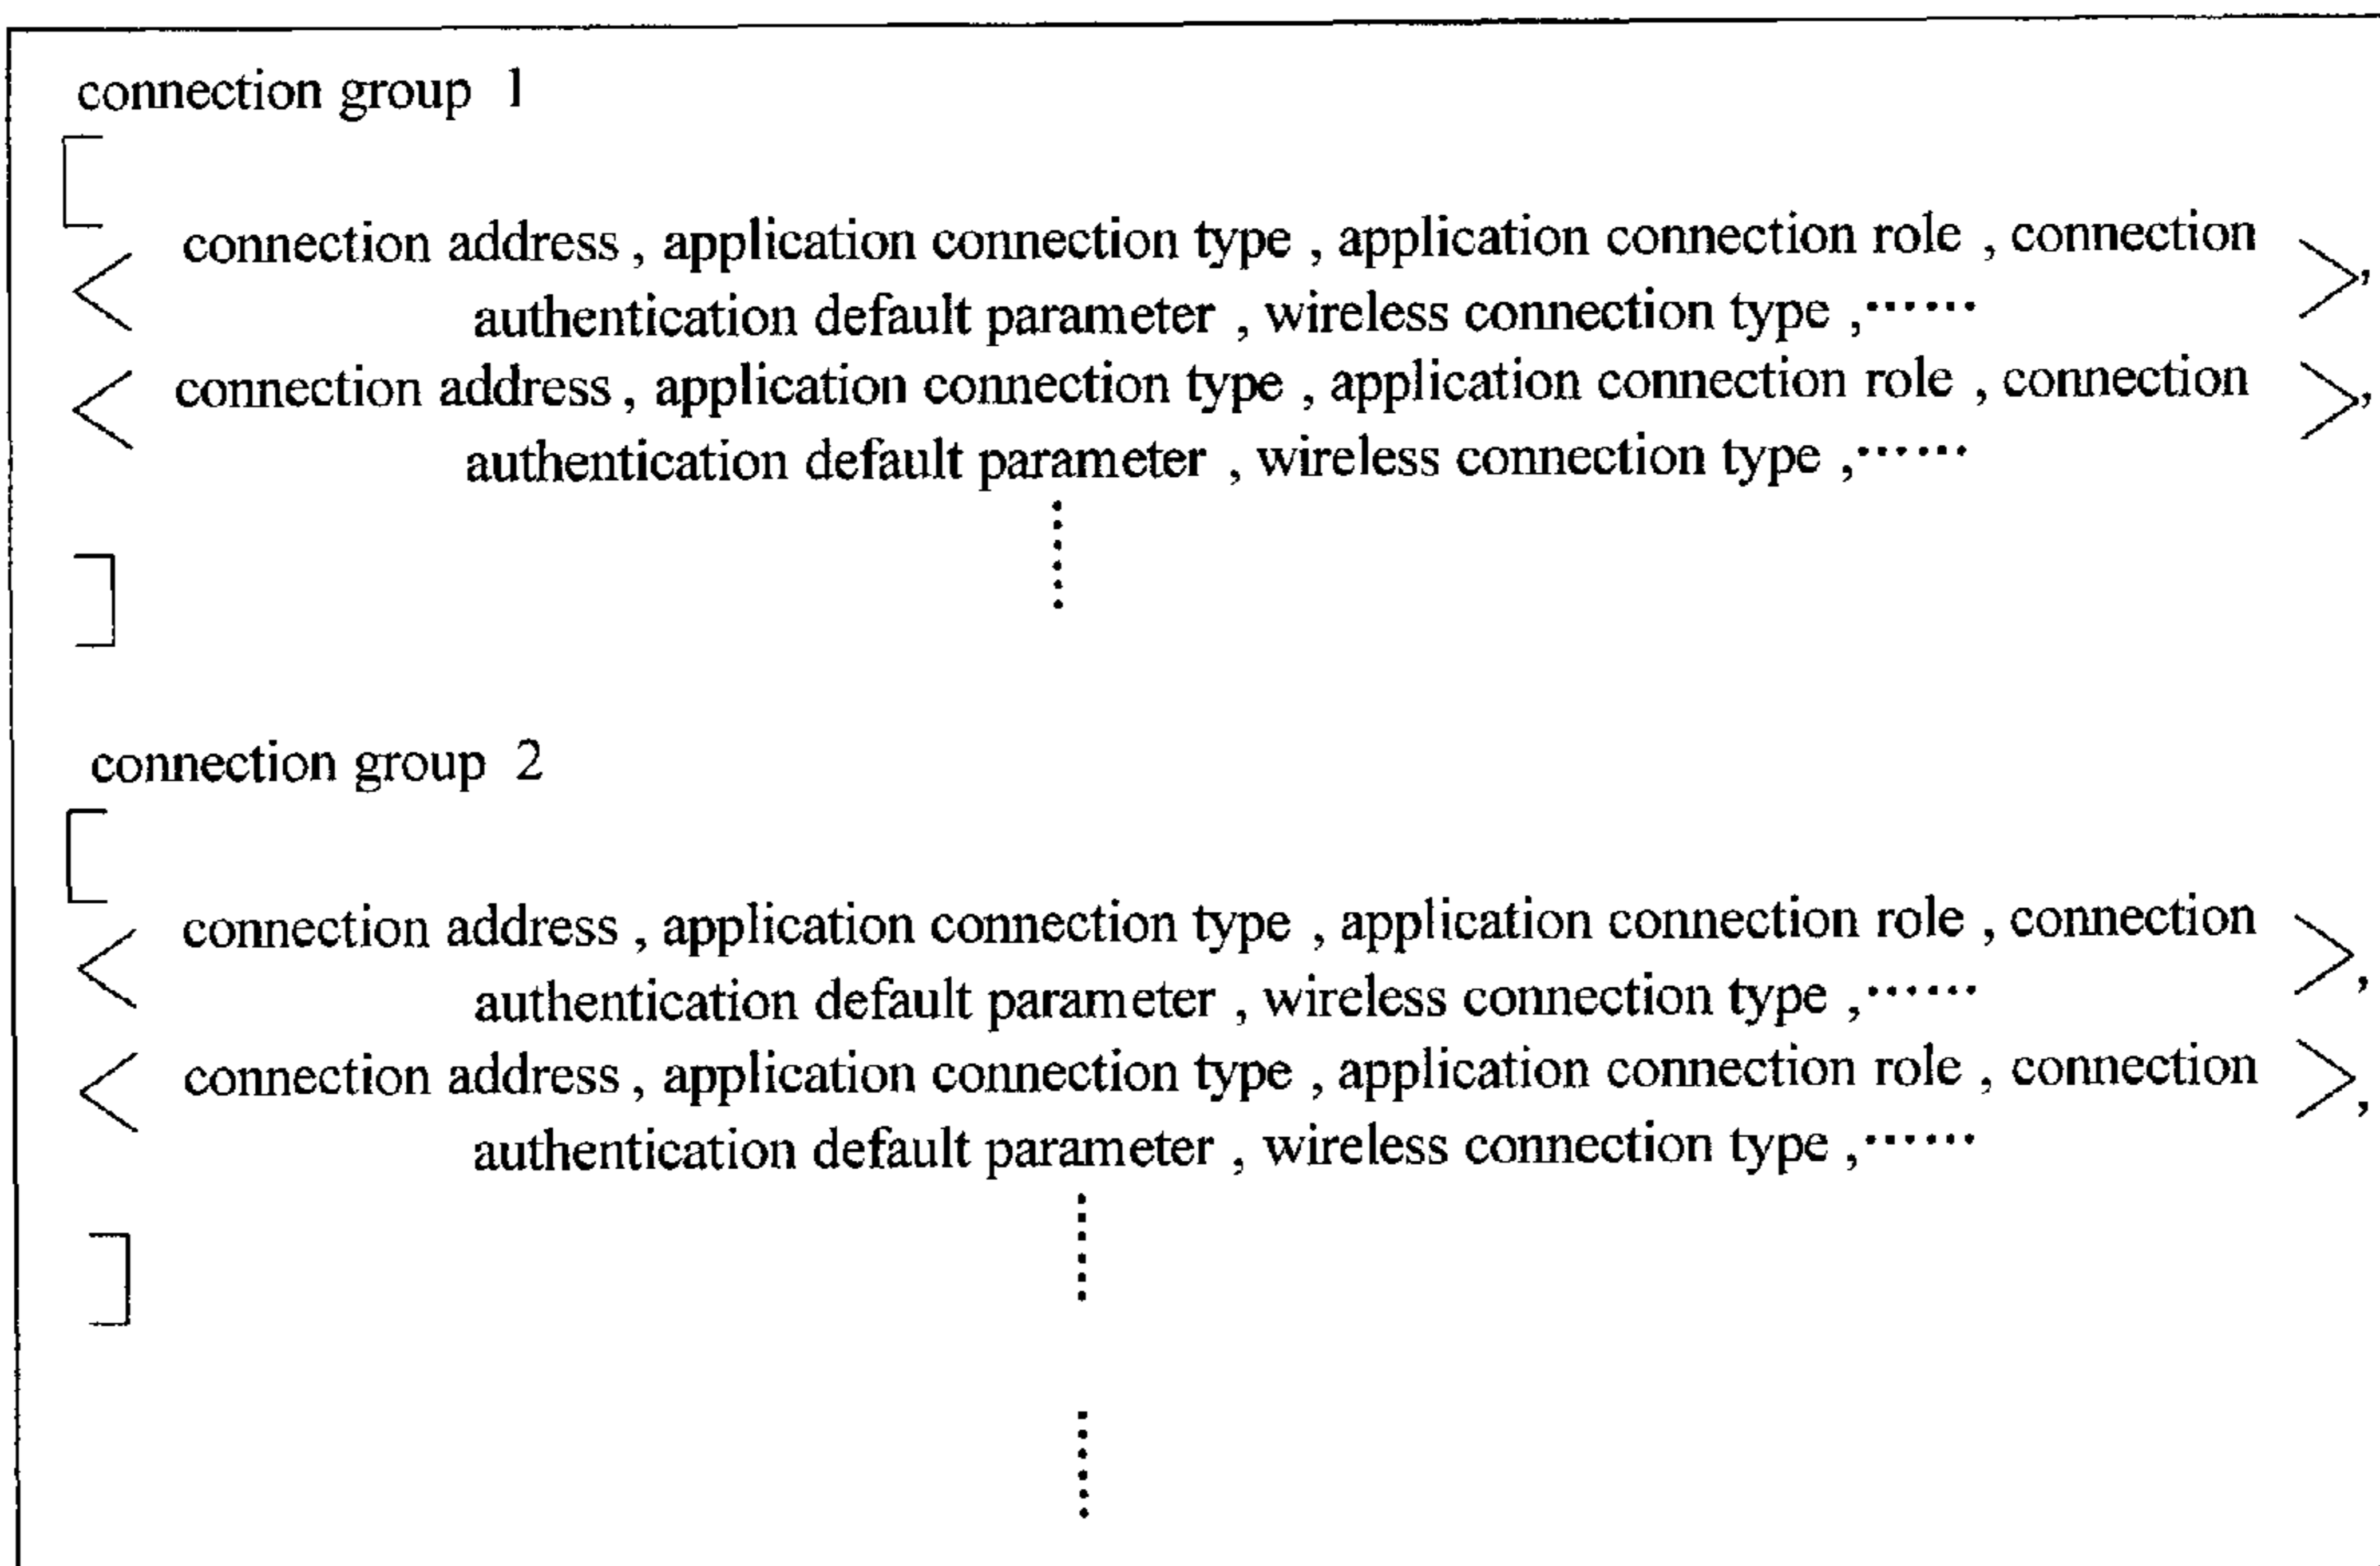 connection group 1
[
< connection address , application connection type , application connection role , connection >,
authentication default parameter , wireless connection type ,······
< connection address , application connection type , application connection role , connection >,
authentication default parameter , wireless connection type ,······
]
connection group 2
[
< connection address , application connection type , application connection role , connection >,
authentication default parameter , wireless connection type ,······
< connection address , application connection type , application connection role , connection >,
authentication default parameter , wireless connection type ,······
]